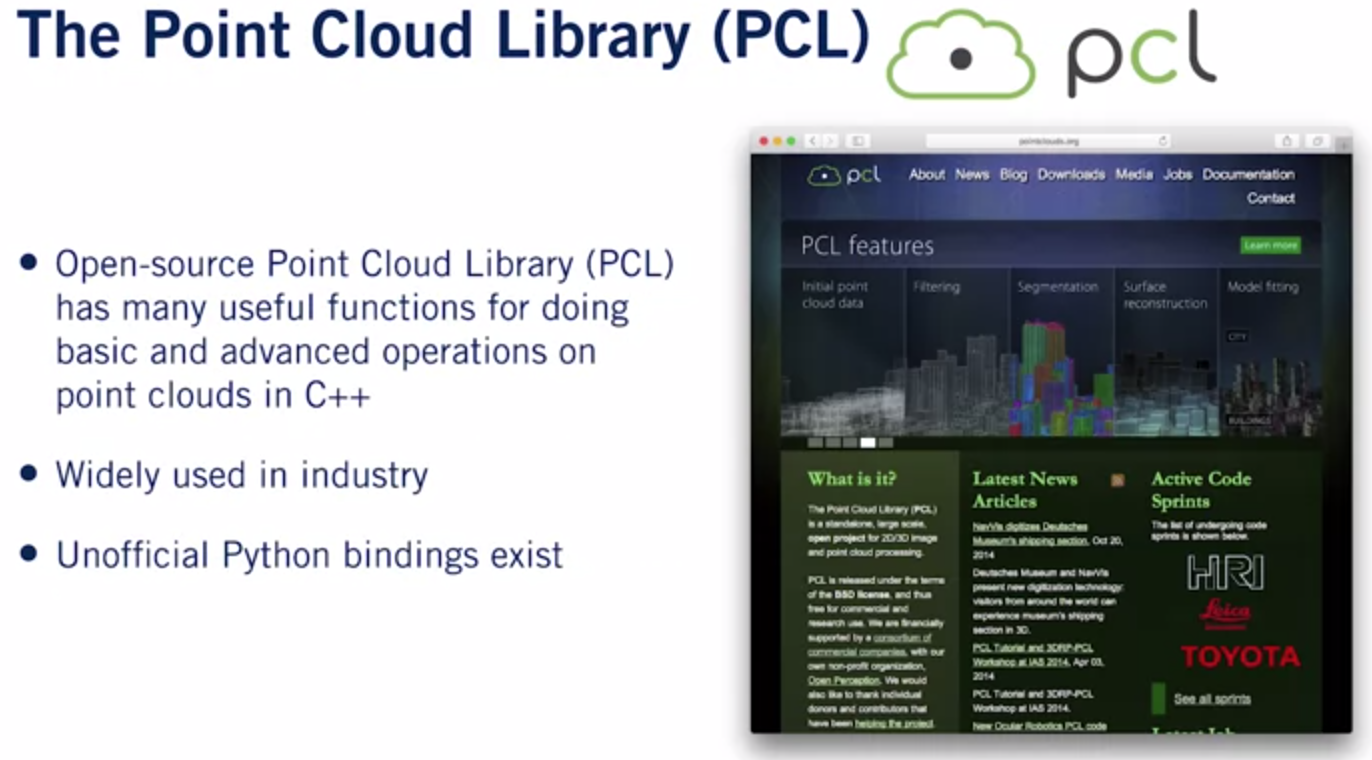 The Point Cloud Library (PCL)
pcl
• Open-source Point Cloud Library (PCL)
has many useful functions for doing
basic and advanced operations on
point clouds in C++
• Widely used in industry
• Unofficial Python bindings exist
pointclouds.org
pcl
About News Blog Downloads Media Jobs Documentation
Contact
PCL features
Learn more
Initial point
cloud data
Filtering
Segmentation
Surface
reconstruction
Model fitting
CITY
BUILDINGS
What is it?
The Point Cloud Library (PCL)
is a standalone, large scale,
open project for 2D/3D image
and point cloud processing.
PCL is released under the terms
of the BSD license, and thus
free for commercial and
research use. We are financially
supported by a consortium of
commercial companies, with our
own non-profit organization,
Open Perception. We would
also like to thank individual
donors and contributors that
have been helping the project.
Latest News
Articles
NavVis digitizes Deutsches
Museum's shipping section, Oct 20,
2014
Deutsches Museum and NavVis
present new digitization technology:
visitors from around the world can
experience museum's shipping
section in 3D.
PCL Tutorial and 3DRP-PCL
Workshop at IAS 2014, Apr 03,
2014
PCL Tutorial and 3DRP-PCL
Workshop at IAS 2014.
New Ocular Robotics PCL code
Active Code
Sprints
The list of undergoing code
sprints is shown below.
HRI
Leica
TOYOTA
See all sprints
Latest Job